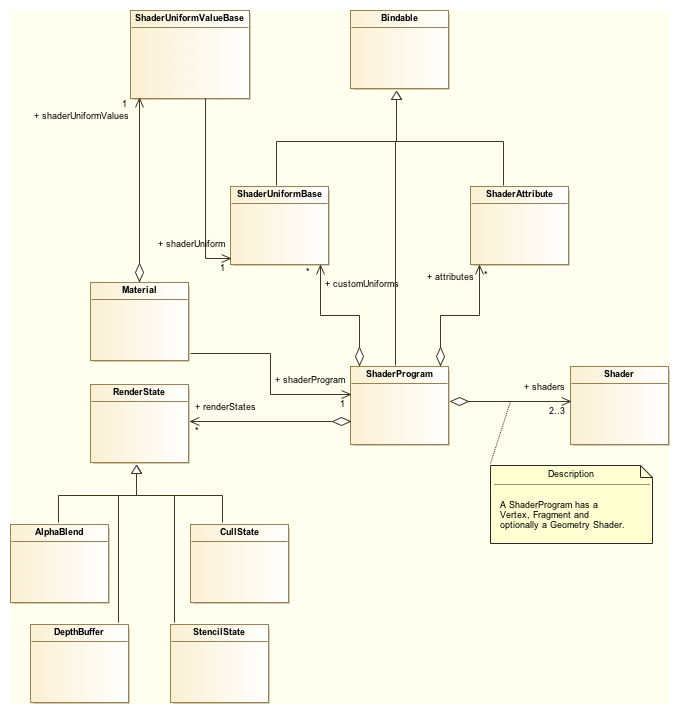 ShaderUniformValueBase
Bindable
1
+ shaderUniformValues
ShaderUniformBase
ShaderAttribute
+ shaderUniform
1
*
+ customUniforms
+ attributes
*
Material
ShaderProgram
Shader
+ shaderProgram
1
+ shaders
2..3
RenderState
+ renderStates
*
Description
A ShaderProgram has a
Vertex, Fragment and
optionally a Geometry Shader.
AlphaBlend
CullState
DepthBuffer
StencilState